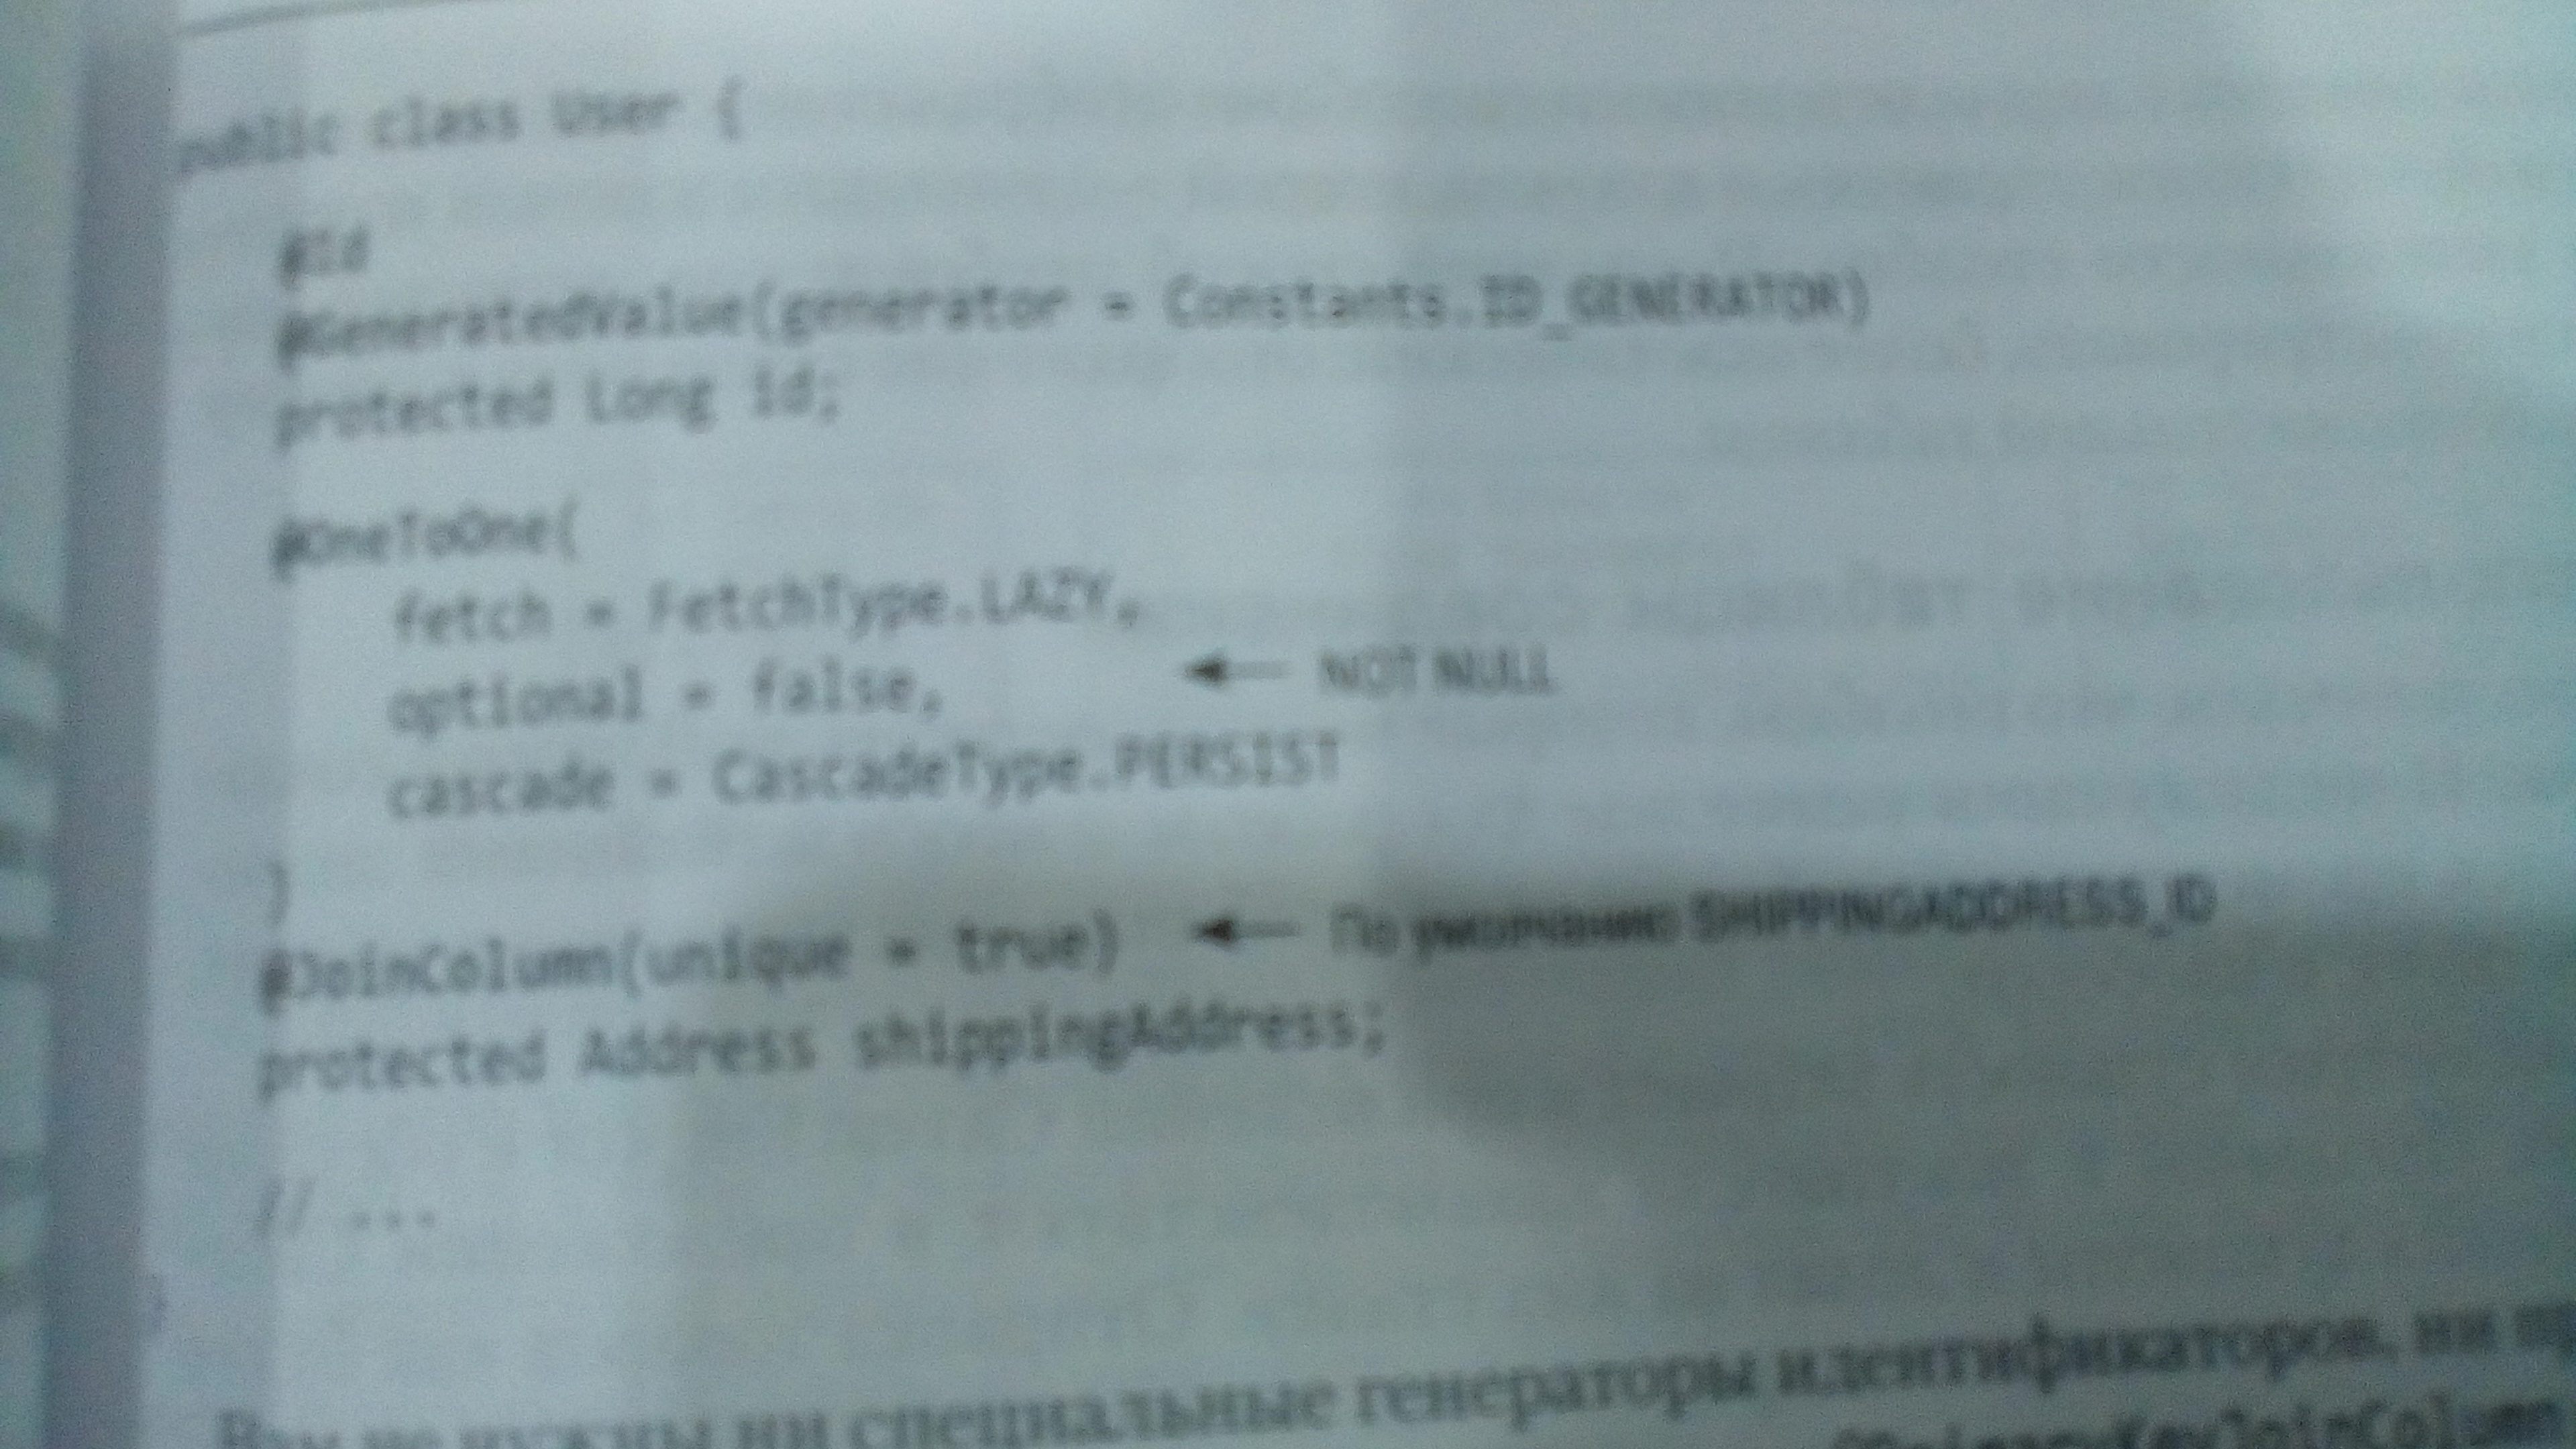 public class User {
@Id
@GeneratedValue(generator = Constants.ID_GENERATOR)
protected Long id;
@OneToOne(
fetch = FetchType.LAZY,
optional = false, NOT NULL
cascade = CascadeType.PERSIST
)
@JoinColumn(unique = true) По умолчанию SHIPPINGADDRESS_ID
protected Address shippingAddress;
// ...
Вам не нужны ни специальные генераторы идентификаторов, ни